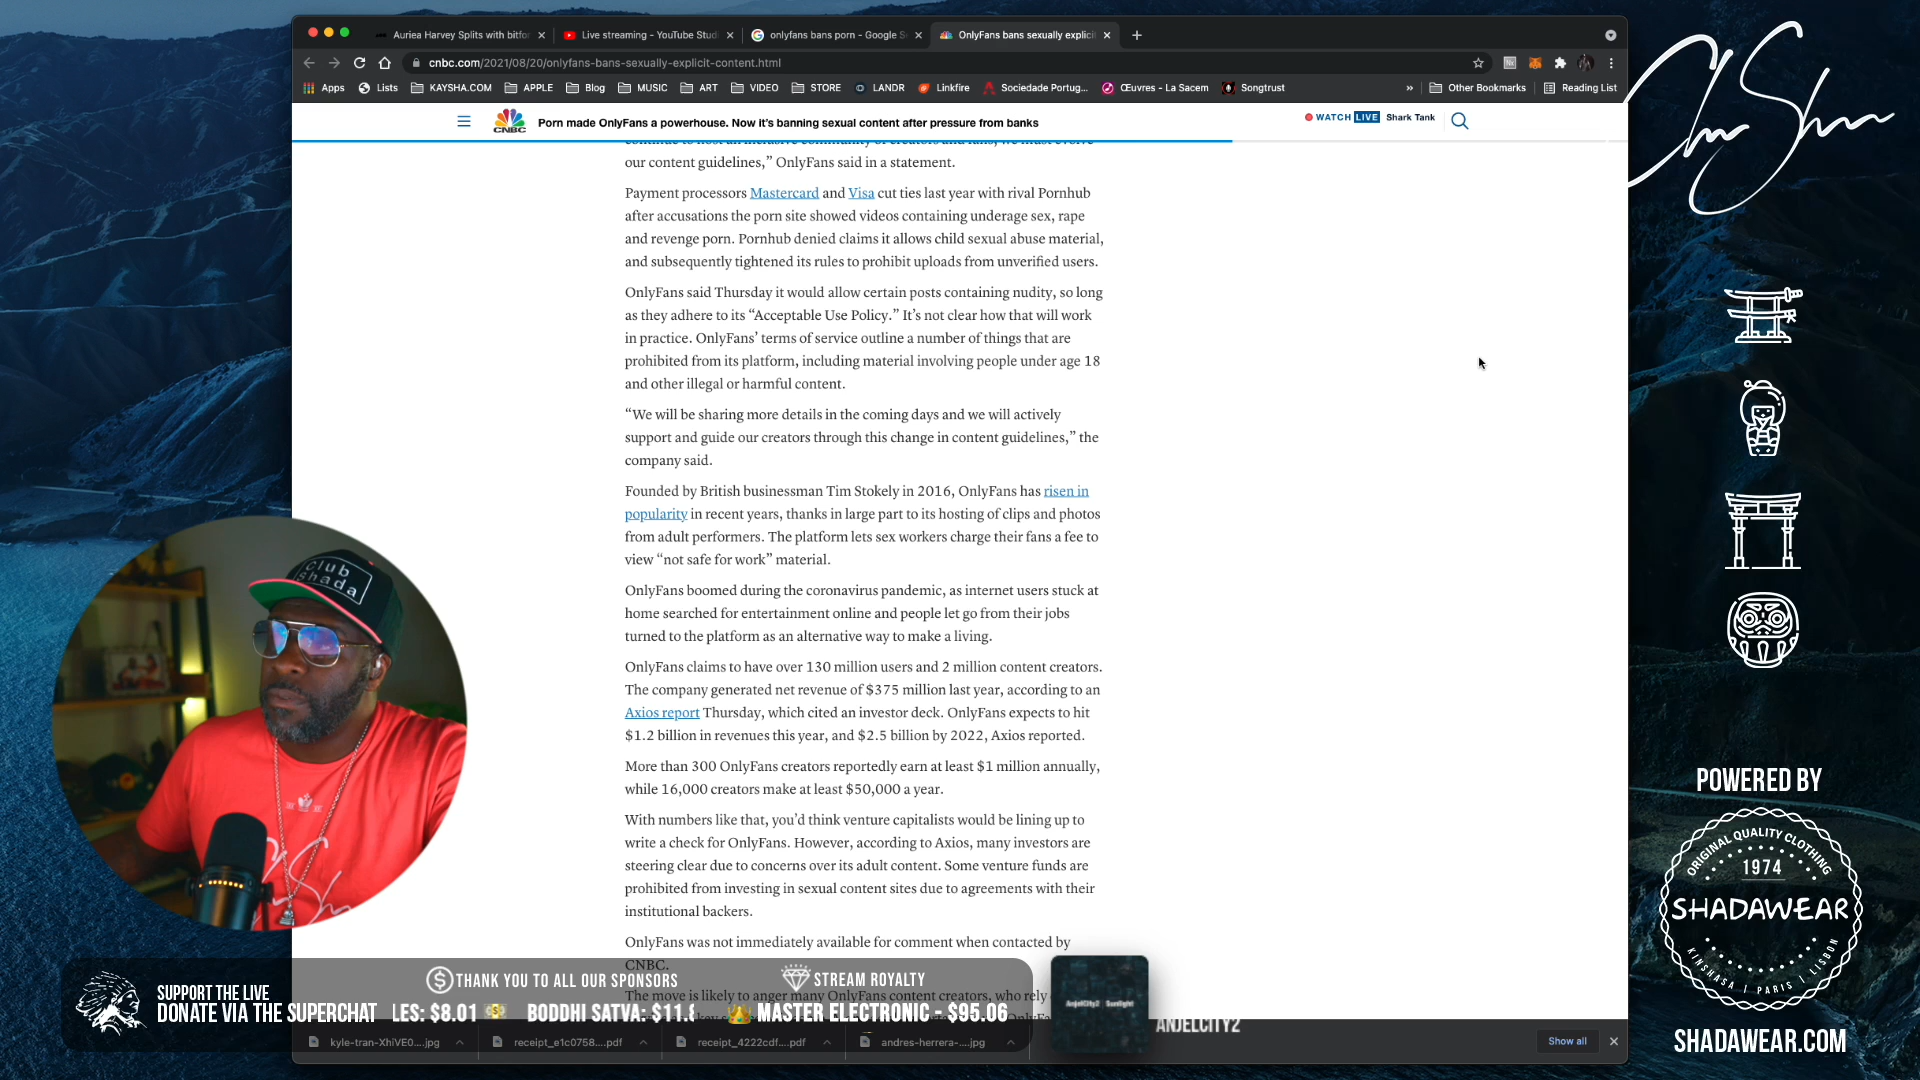 Auriea Harvey Splits with bitfor
Live streaming - YouTube Stud
onlyfans bans porn - Google S
OnlyFans bans sexually explicit
cnbc.com/2021/08/20/onlyfans-bans-sexually-explicit-content.html
Apps
Lists
KAYSHA.COM
APPLE
Blog
MUSIC
ART
VIDEO
STORE
LANDR
Linkfire
Sociedade Portug...
Œuvres - La Sacem
Songtrust
»
Other Bookmarks
Reading List
CNBC
Porn made OnlyFans a powerhouse. Now it’s banning sexual content after pressure from banks
WATCH LIVE Shark Tank
continue to host an inclusive community of creators and fans, we must evolve
our content guidelines,” OnlyFans said in a statement.
Payment processors Mastercard and Visa cut ties last year with rival Pornhub
after accusations the porn site showed videos containing underage sex, rape
and revenge porn. Pornhub denied claims it allows child sexual abuse material,
and subsequently tightened its rules to prohibit uploads from unverified users.
OnlyFans said Thursday it would allow certain posts containing nudity, so long
as they adhere to its “Acceptable Use Policy.” It’s not clear how that will work
in practice. OnlyFans’ terms of service outline a number of things that are
prohibited from its platform, including material involving people under age 18
and other illegal or harmful content.
“We will be sharing more details in the coming days and we will actively
support and guide our creators through this change in content guidelines,” the
company said.
Founded by British businessman Tim Stokely in 2016, OnlyFans has risen in
popularity in recent years, thanks in large part to its hosting of clips and photos
from adult performers. The platform lets sex workers charge their fans a fee to
view “not safe for work” material.
OnlyFans boomed during the coronavirus pandemic, as internet users stuck at
home searched for entertainment online and people let go from their jobs
turned to the platform as an alternative way to make a living.
OnlyFans claims to have over 130 million users and 2 million content creators.
The company generated net revenue of $375 million last year, according to an
Axios report Thursday, which cited an investor deck. OnlyFans expects to hit
$1.2 billion in revenues this year, and $2.5 billion by 2022, Axios reported.
More than 300 OnlyFans creators reportedly earn at least $1 million annually,
while 16,000 creators make at least $50,000 a year.
With numbers like that, you’d think venture capitalists would be lining up to
write a check for OnlyFans. However, according to Axios, many investors are
steering clear due to concerns over its adult content. Some venture funds are
prohibited from investing in sexual content sites due to agreements with their
institutional backers.
OnlyFans was not immediately available for comment when contacted by
CNBC.
The move is likely to anger many OnlyFans content creators, who rely
Club
Shada
THANK YOU TO ALL OUR SPONSORS
STREAM ROYALTY
SUPPORT THE LIVE
DONATE VIA THE SUPERCHAT
LES: $8.01
BODDHI SATVA: $11.
MASTER ELECTRONIC - $95.06
AnjelCity2 Sunlight
ANJELCITY2
kyle-tran-XhiVE0....jpg
receipt_e1c0758....pdf
receipt_4222cdf....pdf
andres-herrera-....jpg
Show all
POWERED BY
ORIGINAL QUALITY CLOTHING
1974
SHADAWEAR
KINSHASA | PARIS | LISBON
SHADAWEAR.COM